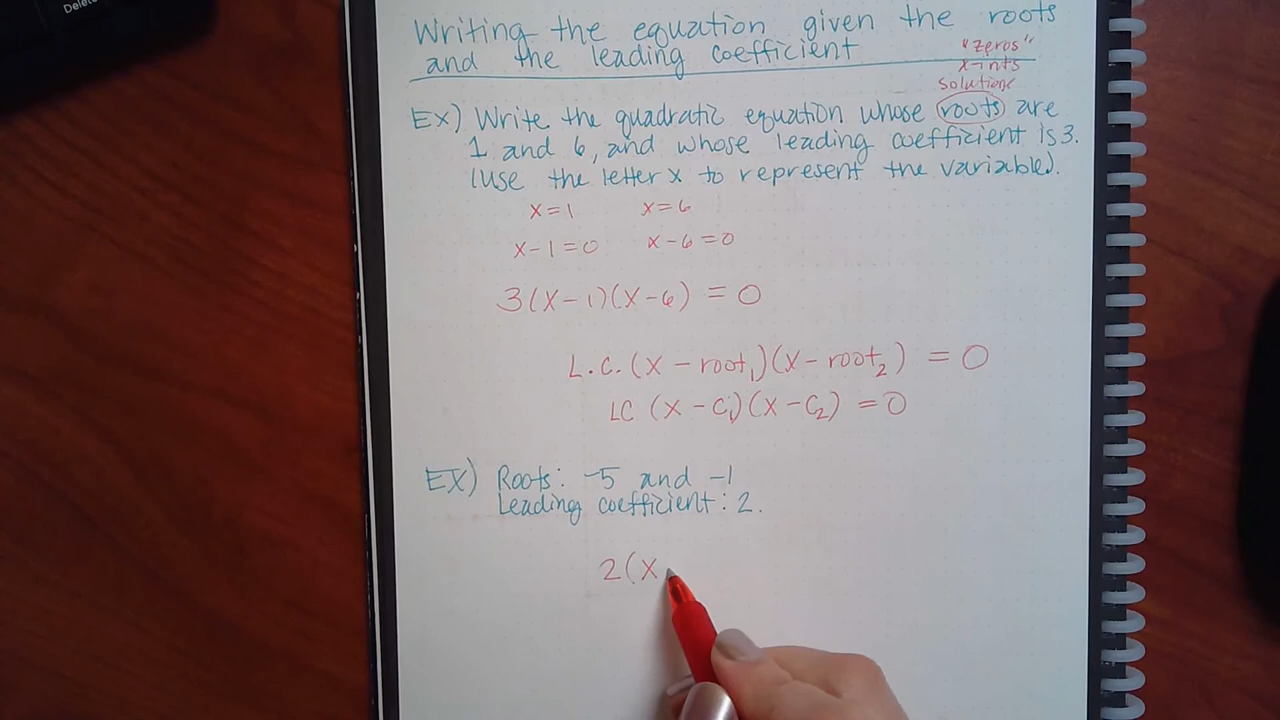 Delete
Writing the equation given the roots
and the leading coefficient
"zeros"
x-ints
solutions
EX) Write the quadratic equation whose roots are
1 and 6, and whose leading coefficient is 3.
(Use the letter x to represent the variable).
x=1 x=6
x-1=0 x-6=0
3(x-1)(x-6) = 0
L.C.(x - root₁)(x - root₂) = 0
LC (x - c₁)(x - c₂) = 0
EX) Roots: -5 and -1
Leading coefficient: 2.
2(x